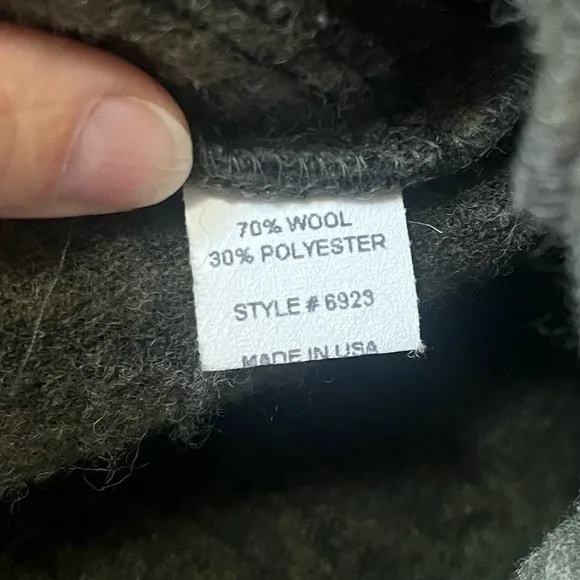 70% WOOL
30% POLYESTER
STYLE # 6923
MADE IN USA